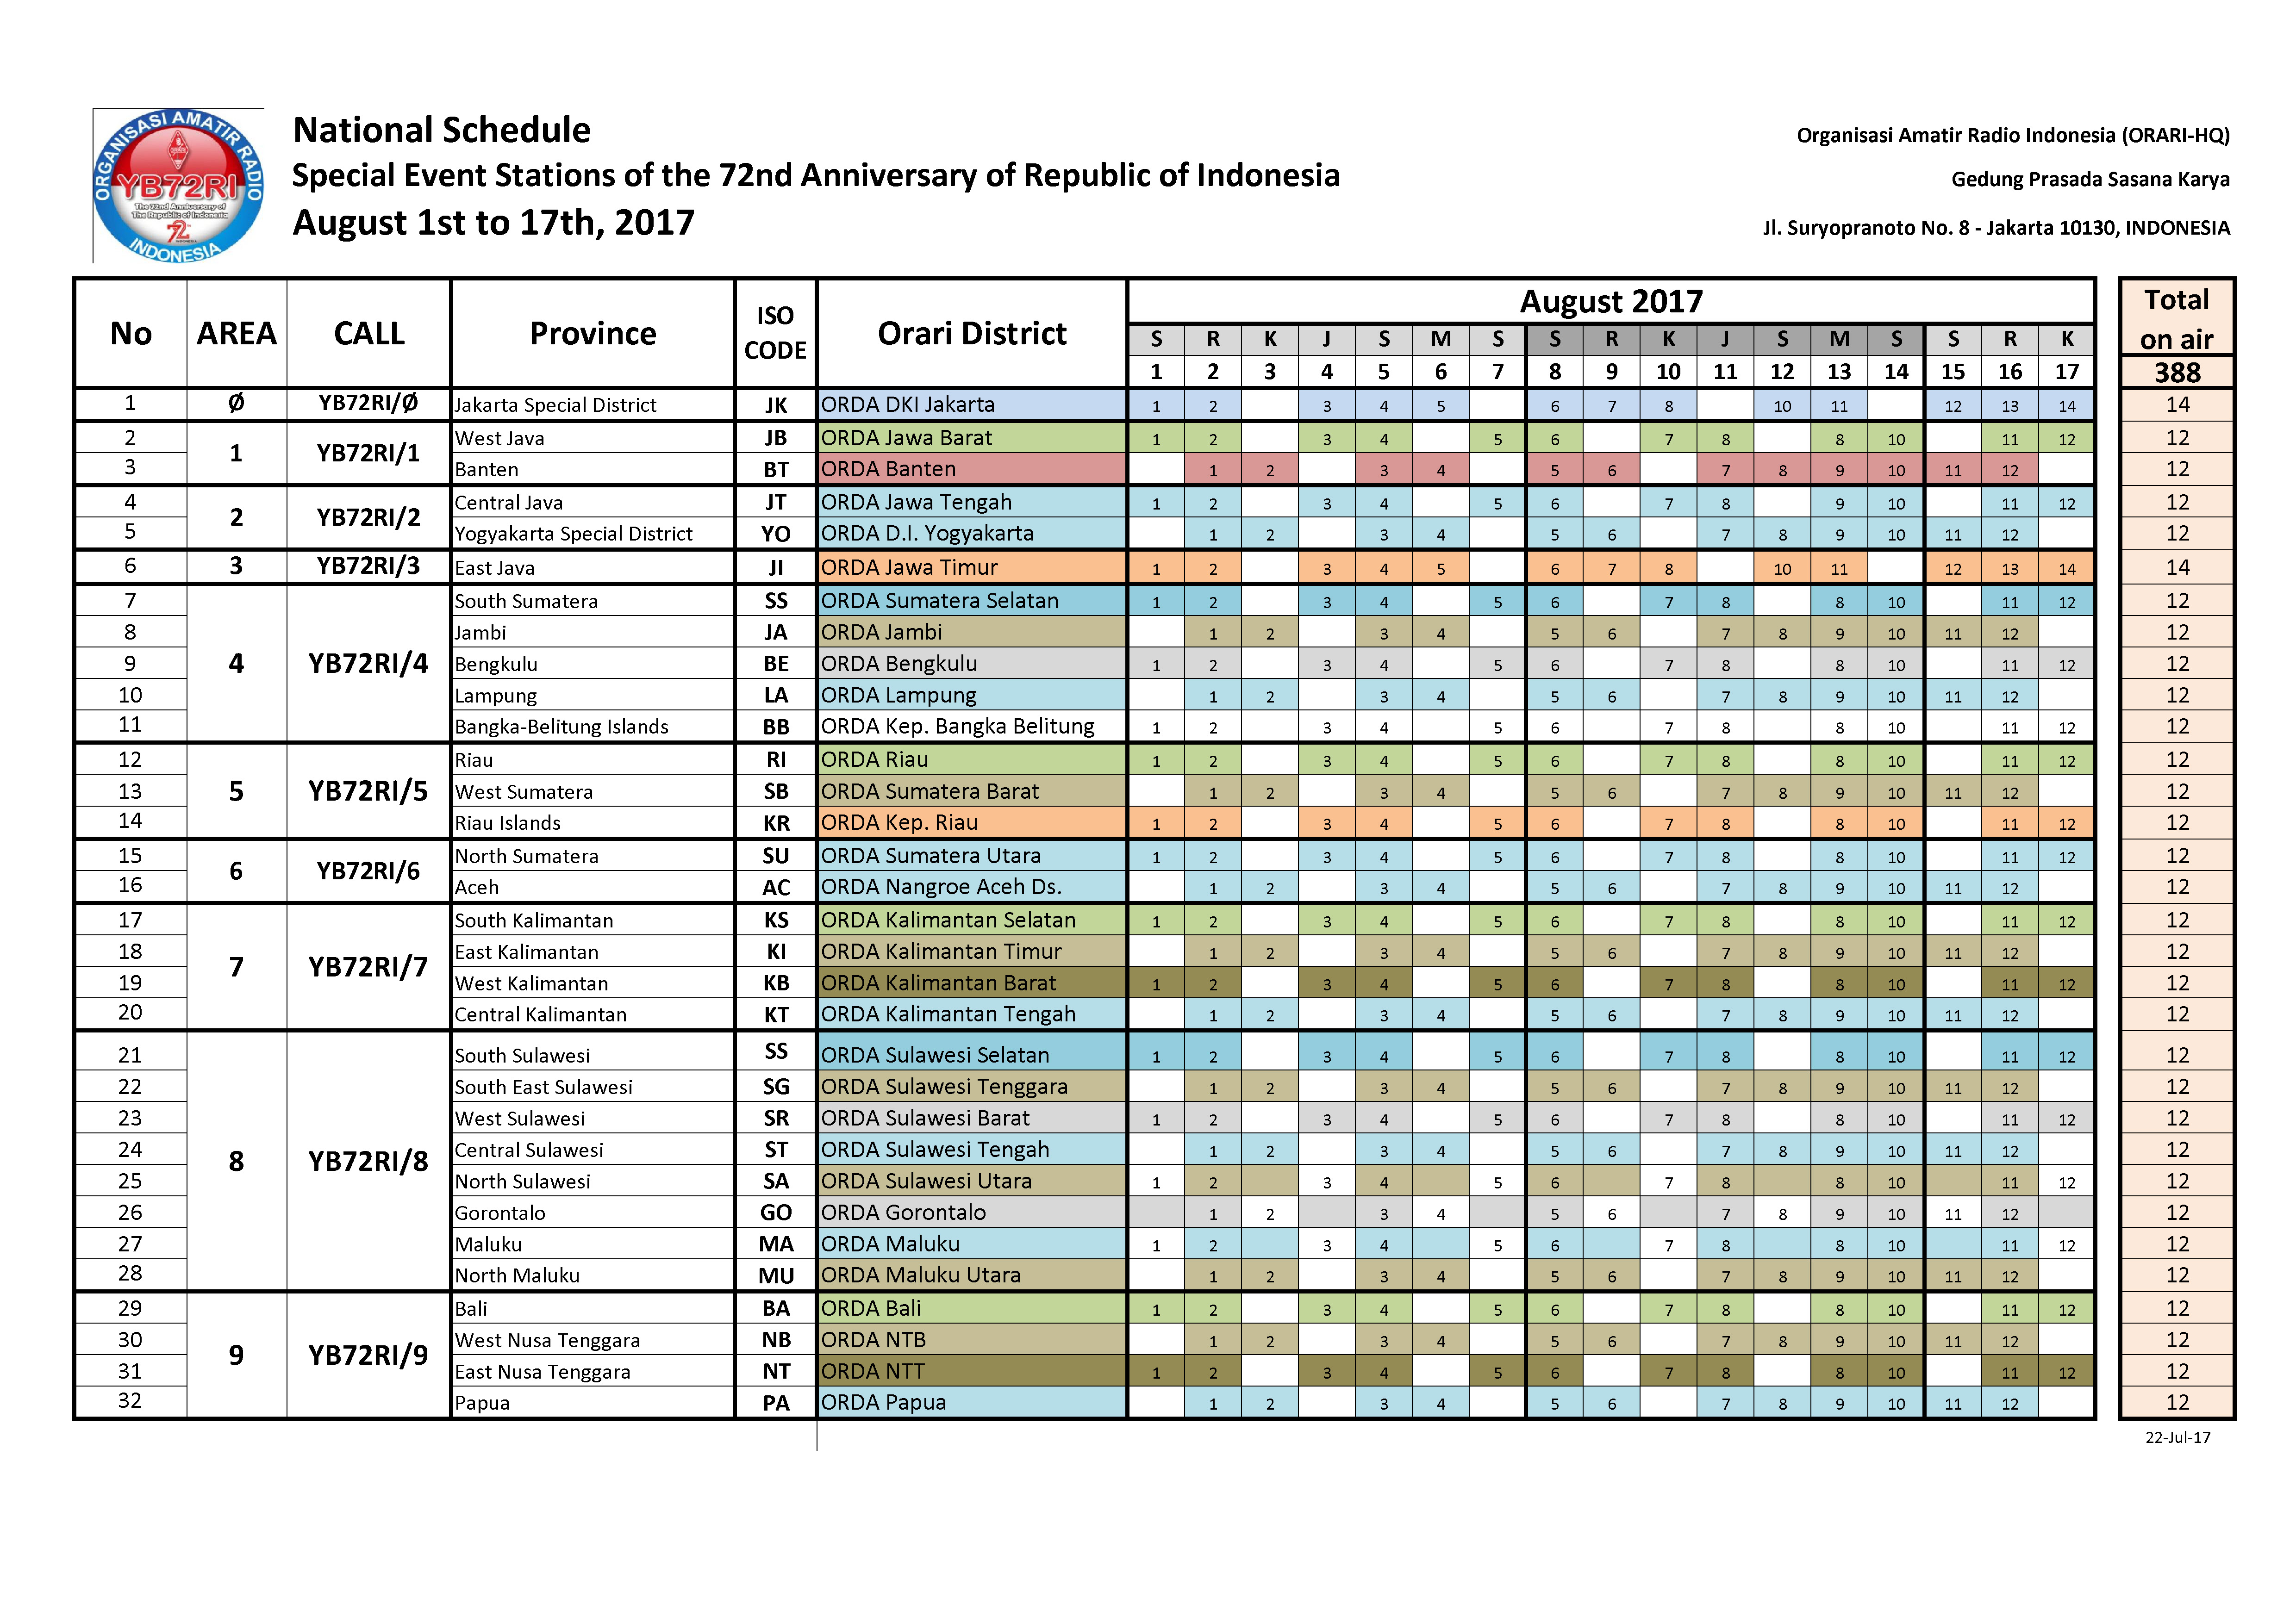 ORGANISASI AMATIR RADIO
ORARI
YB72RI
The 72nd Anniversary of
The Republic of Indonesia
72
INDONESIA
National Schedule
Special Event Stations of the 72nd Anniversary of Republic of Indonesia
August 1st to 17th, 2017
Organisasi Amatir Radio Indonesia (ORARI-HQ)
Gedung Prasada Sasana Karya
Jl. Suryopranoto No. 8 - Jakarta 10130, INDONESIA
No AREA CALL Province ISO CODE Orari District August 2017 Total on air
S R K J S M S S R K J S M S S R K
1 2 3 4 5 6 7 8 9 10 11 12 13 14 15 16 17 388
1 Ø YB72RI/Ø Jakarta Special District JK ORDA DKI Jakarta 1 2 3 4 5 6 7 8 10 11 12 13 14 14
2 1 YB72RI/1 West Java JB ORDA Jawa Barat 1 2 3 4 5 6 7 8 8 10 11 12 12
3 Banten BT ORDA Banten 1 2 3 4 5 6 7 8 9 10 11 12 12
4 2 YB72RI/2 Central Java JT ORDA Jawa Tengah 1 2 3 4 5 6 7 8 9 10 11 12 12
5 Yogyakarta Special District YO ORDA D.I. Yogyakarta 1 2 3 4 5 6 7 8 9 10 11 12 12
6 3 YB72RI/3 East Java JI ORDA Jawa Timur 1 2 3 4 5 6 7 8 10 11 12 13 14 14
7 4 YB72RI/4 South Sumatera SS ORDA Sumatera Selatan 1 2 3 4 5 6 7 8 8 10 11 12 12
8 Jambi JA ORDA Jambi 1 2 3 4 5 6 7 8 9 10 11 12 12
9 Bengkulu BE ORDA Bengkulu 1 2 3 4 5 6 7 8 8 10 11 12 12
10 Lampung LA ORDA Lampung 1 2 3 4 5 6 7 8 9 10 11 12 12
11 Bangka-Belitung Islands BB ORDA Kep. Bangka Belitung 1 2 3 4 5 6 7 8 8 10 11 12 12
12 5 YB72RI/5 Riau RI ORDA Riau 1 2 3 4 5 6 7 8 8 10 11 12 12
13 West Sumatera SB ORDA Sumatera Barat 1 2 3 4 5 6 7 8 9 10 11 12 12
14 Riau Islands KR ORDA Kep. Riau 1 2 3 4 5 6 7 8 8 10 11 12 12
15 6 YB72RI/6 North Sumatera SU ORDA Sumatera Utara 1 2 3 4 5 6 7 8 8 10 11 12 12
16 Aceh AC ORDA Nangroe Aceh Ds. 1 2 3 4 5 6 7 8 9 10 11 12 12
17 7 YB72RI/7 South Kalimantan KS ORDA Kalimantan Selatan 1 2 3 4 5 6 7 8 8 10 11 12 12
18 East Kalimantan KI ORDA Kalimantan Timur 1 2 3 4 5 6 7 8 9 10 11 12 12
19 West Kalimantan KB ORDA Kalimantan Barat 1 2 3 4 5 6 7 8 8 10 11 12 12
20 Central Kalimantan KT ORDA Kalimantan Tengah 1 2 3 4 5 6 7 8 9 10 11 12 12
21 8 YB72RI/8 South Sulawesi SS ORDA Sulawesi Selatan 1 2 3 4 5 6 7 8 8 10 11 12 12
22 South East Sulawesi SG ORDA Sulawesi Tenggara 1 2 3 4 5 6 7 8 9 10 11 12 12
23 West Sulawesi SR ORDA Sulawesi Barat 1 2 3 4 5 6 7 8 8 10 11 12 12
24 Central Sulawesi ST ORDA Sulawesi Tengah 1 2 3 4 5 6 7 8 9 10 11 12 12
25 North Sulawesi SA ORDA Sulawesi Utara 1 2 3 4 5 6 7 8 8 10 11 12 12
26 Gorontalo GO ORDA Gorontalo 1 2 3 4 5 6 7 8 9 10 11 12 12
27 Maluku MA ORDA Maluku 1 2 3 4 5 6 7 8 8 10 11 12 12
28 North Maluku MU ORDA Maluku Utara 1 2 3 4 5 6 7 8 9 10 11 12 12
29 9 YB72RI/9 Bali BA ORDA Bali 1 2 3 4 5 6 7 8 8 10 11 12 12
30 West Nusa Tenggara NB ORDA NTB 1 2 3 4 5 6 7 8 9 10 11 12 12
31 East Nusa Tenggara NT ORDA NTT 1 2 3 4 5 6 7 8 8 10 11 12 12
32 Papua PA ORDA Papua 1 2 3 4 5 6 7 8 9 10 11 12 12
22-Jul-17